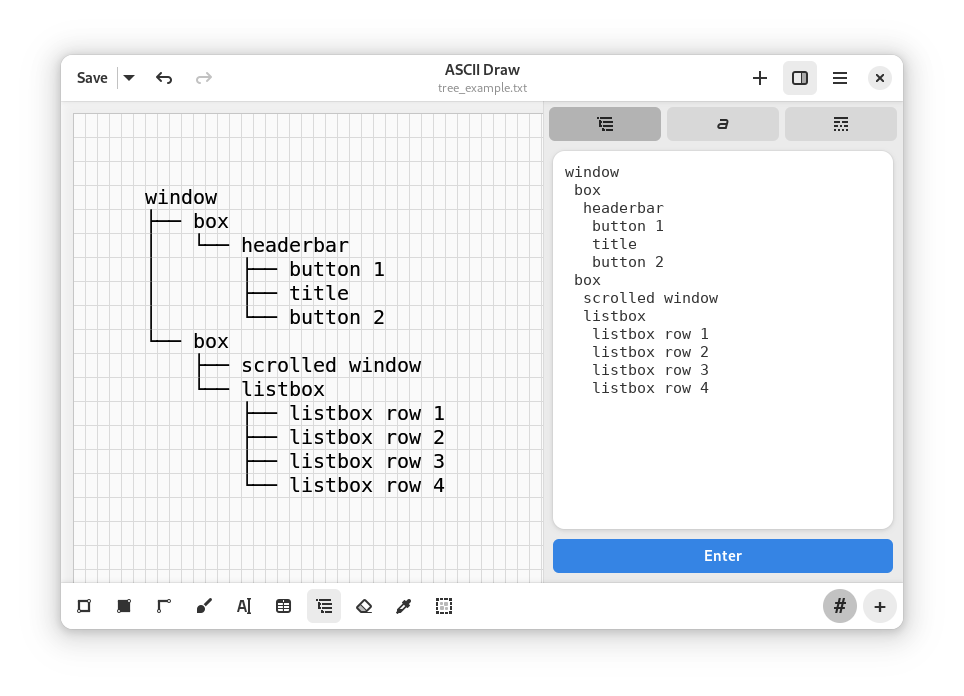 Save
ASCII Draw
tree_example.txt
a
window
├── box
│   └── headerbar
│       ├── button 1
│       ├── title
│       └── button 2
└── box
    ├── scrolled window
    └── listbox
        ├── listbox row 1
        ├── listbox row 2
        ├── listbox row 3
        └── listbox row 4
window
 box
  headerbar
   button 1
   title
   button 2
 box
  scrolled window
  listbox
   listbox row 1
   listbox row 2
   listbox row 3
   listbox row 4
Enter
A
# +